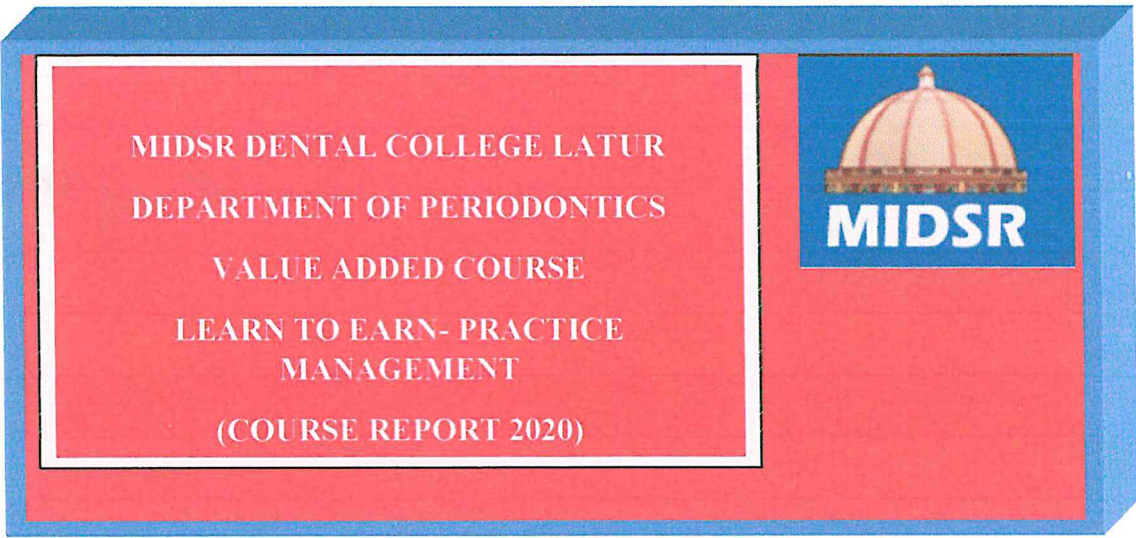 MIDSR DENTAL COLLEGE LATUR
DEPARTMENT OF PERIODONTICS
VALUE ADDED COURSE
LEARN TO EARN- PRACTICE
MANAGEMENT
(COURSE REPORT 2020)
MIDSR